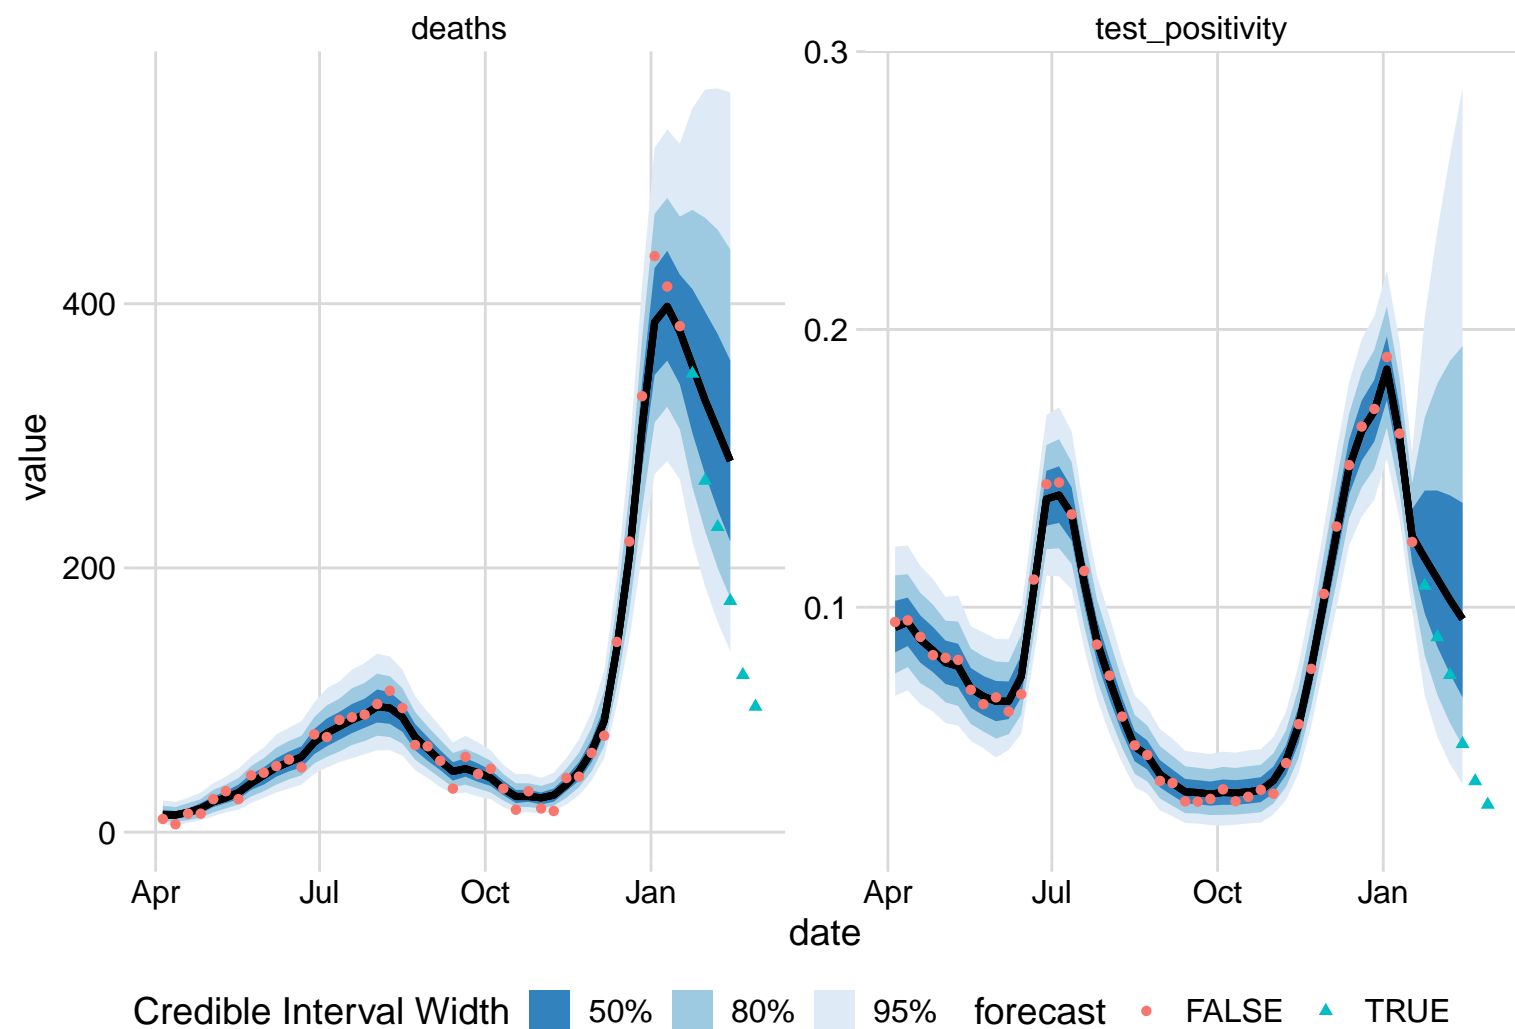 deaths
test_positivity
value
400
200
0
0.3
0.2
0.1
Apr
Jul
Oct
Jan
Apr
Jul
Oct
Jan
date
Credible Interval Width 50% 80% 95% forecast FALSE TRUE